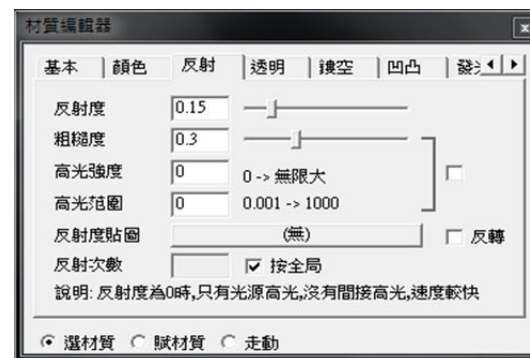 材質編輯器 x
基本 顏色 反射 透明 鏤空 凹凸 發光
反射度 0.15
粗糙度 0.3
高光強度 0 0 -> 無限大
高光范圍 0 0.001 -> 1000
反射度貼圖 (無) 反轉
反射次數 按全局
說明: 反射度為0時,只有光源高光,沒有間接高光,速度較快
選材質 賦材質 走動